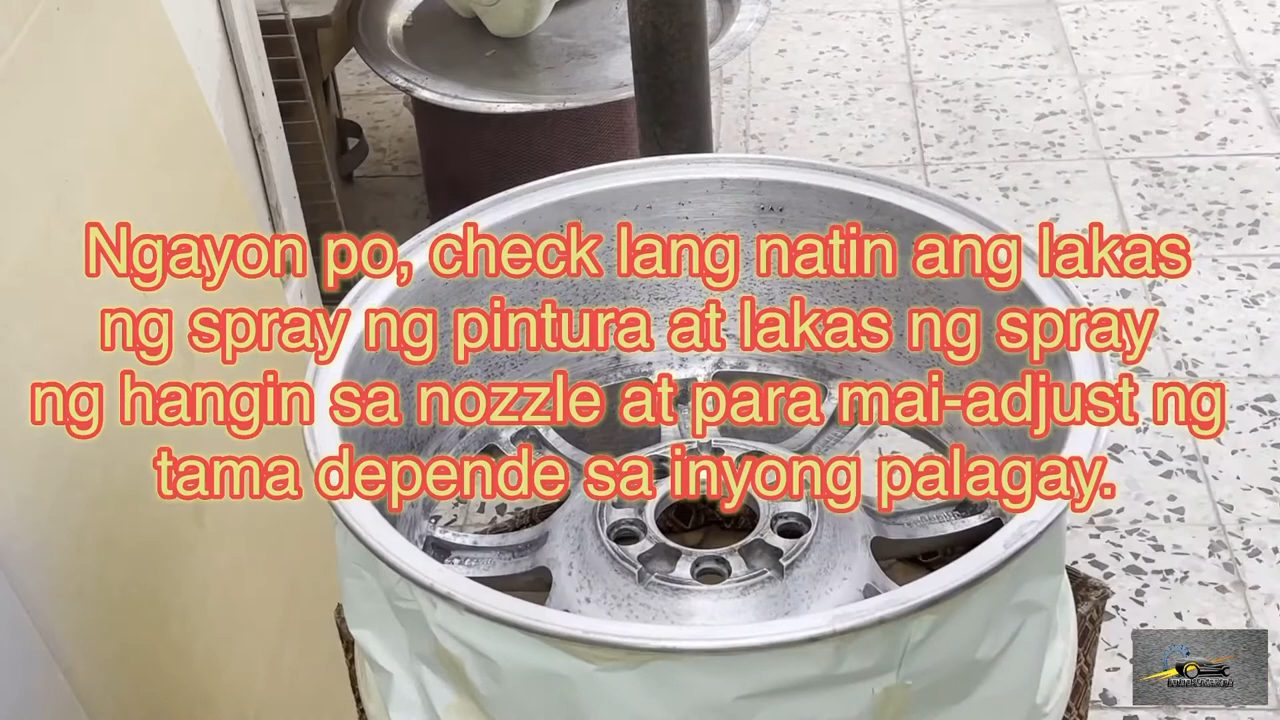 Ngayon po, check lang natin ang lakas
ng spray ng pintura at lakas ng spray
ng hangin sa nozzle at para mai-adjust ng
tama depende sa inyong palagay.